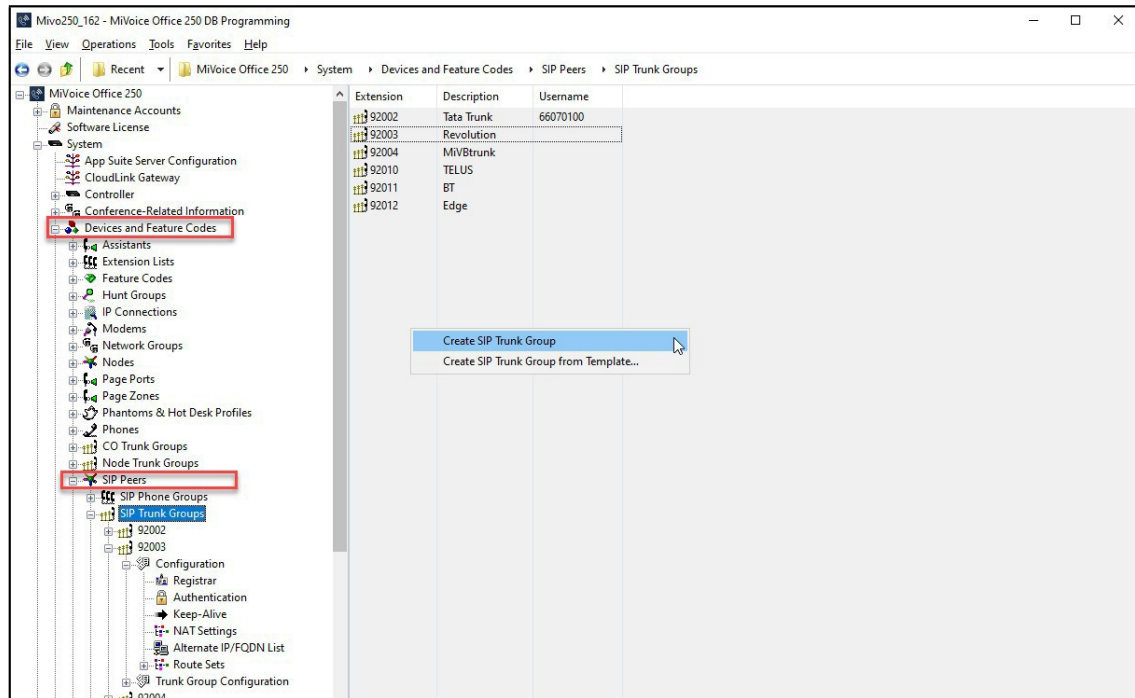 Mivo250_162 - MiVoice Office 250 DB Programming
File View Operations Tools Favorites Help
Recent MiVoice Office 250 System Devices and Feature Codes SIP Peers SIP Trunk Groups
MiVoice Office 250
Maintenance Accounts
Software License
System
App Suite Server Configuration
CloudLink Gateway
Controller
Conference-Related Information
Devices and Feature Codes
Assistants
Extension Lists
Feature Codes
Hunt Groups
IP Connections
Modems
Network Groups
Nodes
Page Ports
Page Zones
Phantoms & Hot Desk Profiles
Phones
CO Trunk Groups
Node Trunk Groups
SIP Peers
SIP Phone Groups
SIP Trunk Groups
92002
92003
Configuration
Registrar
Authentication
Keep-Alive
NAT Settings
Alternate IP/FQDN List
Route Sets
Trunk Group Configuration
92004
Extension Description Username
92002 Tata Trunk 66070100
92003 Revolution
92004 MiVBtrunk
92010 TELUS
92011 BT
92012 Edge
Create SIP Trunk Group
Create SIP Trunk Group from Template...